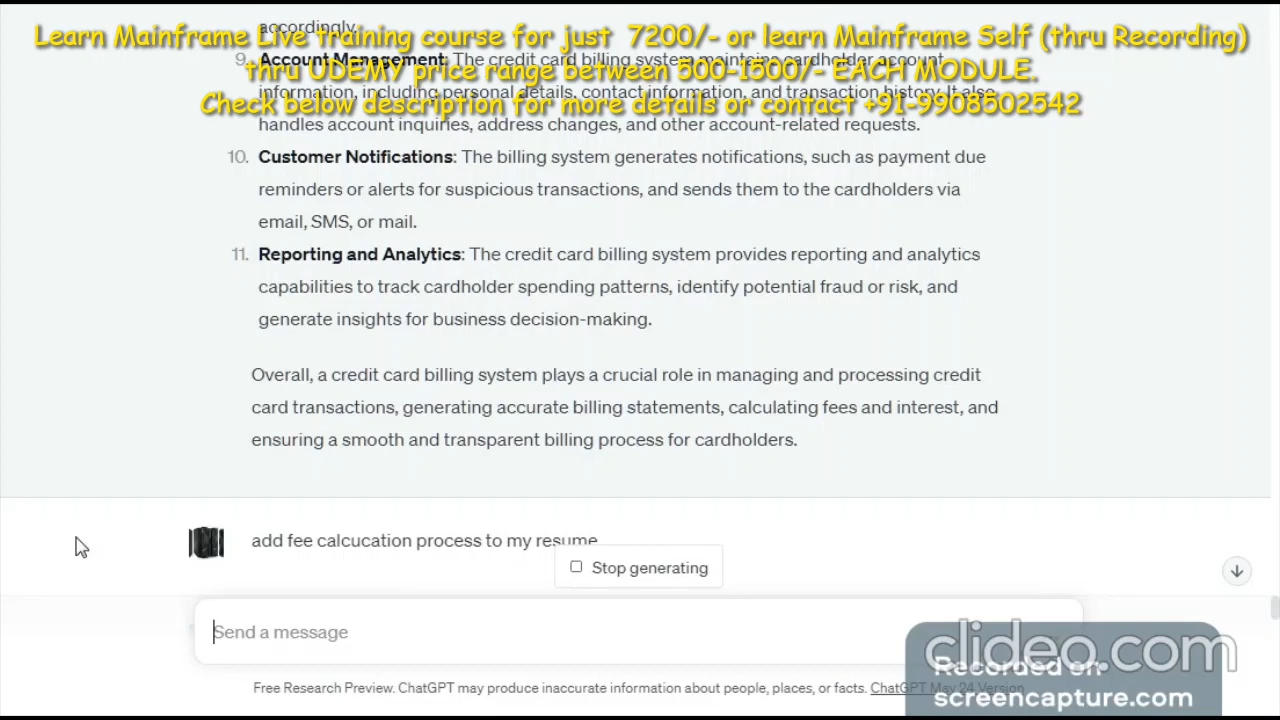 accordingly.
Learn Mainframe Live training course for just 7200/- or learn Mainframe Self (thru Recording)
9. Account Management: The credit card billing system maintains cardholder account
thru UDEMY price range between 500-1500/- EACH MODULE.
information, including personal details, contact information, and transaction history. It also
Check below description for more details or contact +91-9908502542
handles account inquiries, address changes, and other account-related requests.
10. Customer Notifications: The billing system generates notifications, such as payment due
reminders or alerts for suspicious transactions, and sends them to the cardholders via
email, SMS, or mail.
11. Reporting and Analytics: The credit card billing system provides reporting and analytics
capabilities to track cardholder spending patterns, identify potential fraud or risk, and
generate insights for business decision-making.
Overall, a credit card billing system plays a crucial role in managing and processing credit
card transactions, generating accurate billing statements, calculating fees and interest, and
ensuring a smooth and transparent billing process for cardholders.
add fee calcucation process to my resume
Stop generating
Send a message
clideo.com
Recorded on
Free Research Preview. ChatGPT may produce inaccurate information about people, places, or facts. ChatGPT May 24 Version
screencapture.com